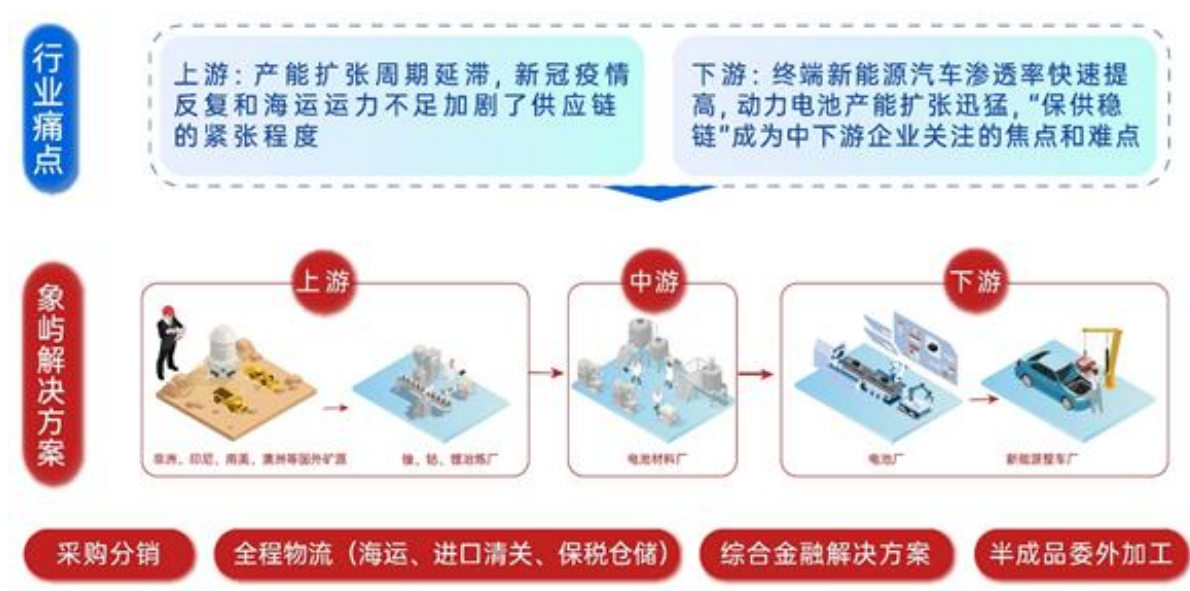 行业痛点
上游：产能扩张周期延滞，新冠疫情
反复和海运运力不足加剧了供应链
的紧张程度
下游：终端新能源汽车渗透率快速提
高，动力电池产能扩张迅猛，“保供稳
链”成为中下游企业关注的焦点和难点
象屿解决方案
上游
中游
下游
非洲、印尼、南美、澳洲等国外矿源
镍、钴、锂冶炼厂
电池材料厂
电池厂
新能源整车厂
采购分销
全程物流（海运、进口清关、保税仓储）
综合金融解决方案
半成品委外加工